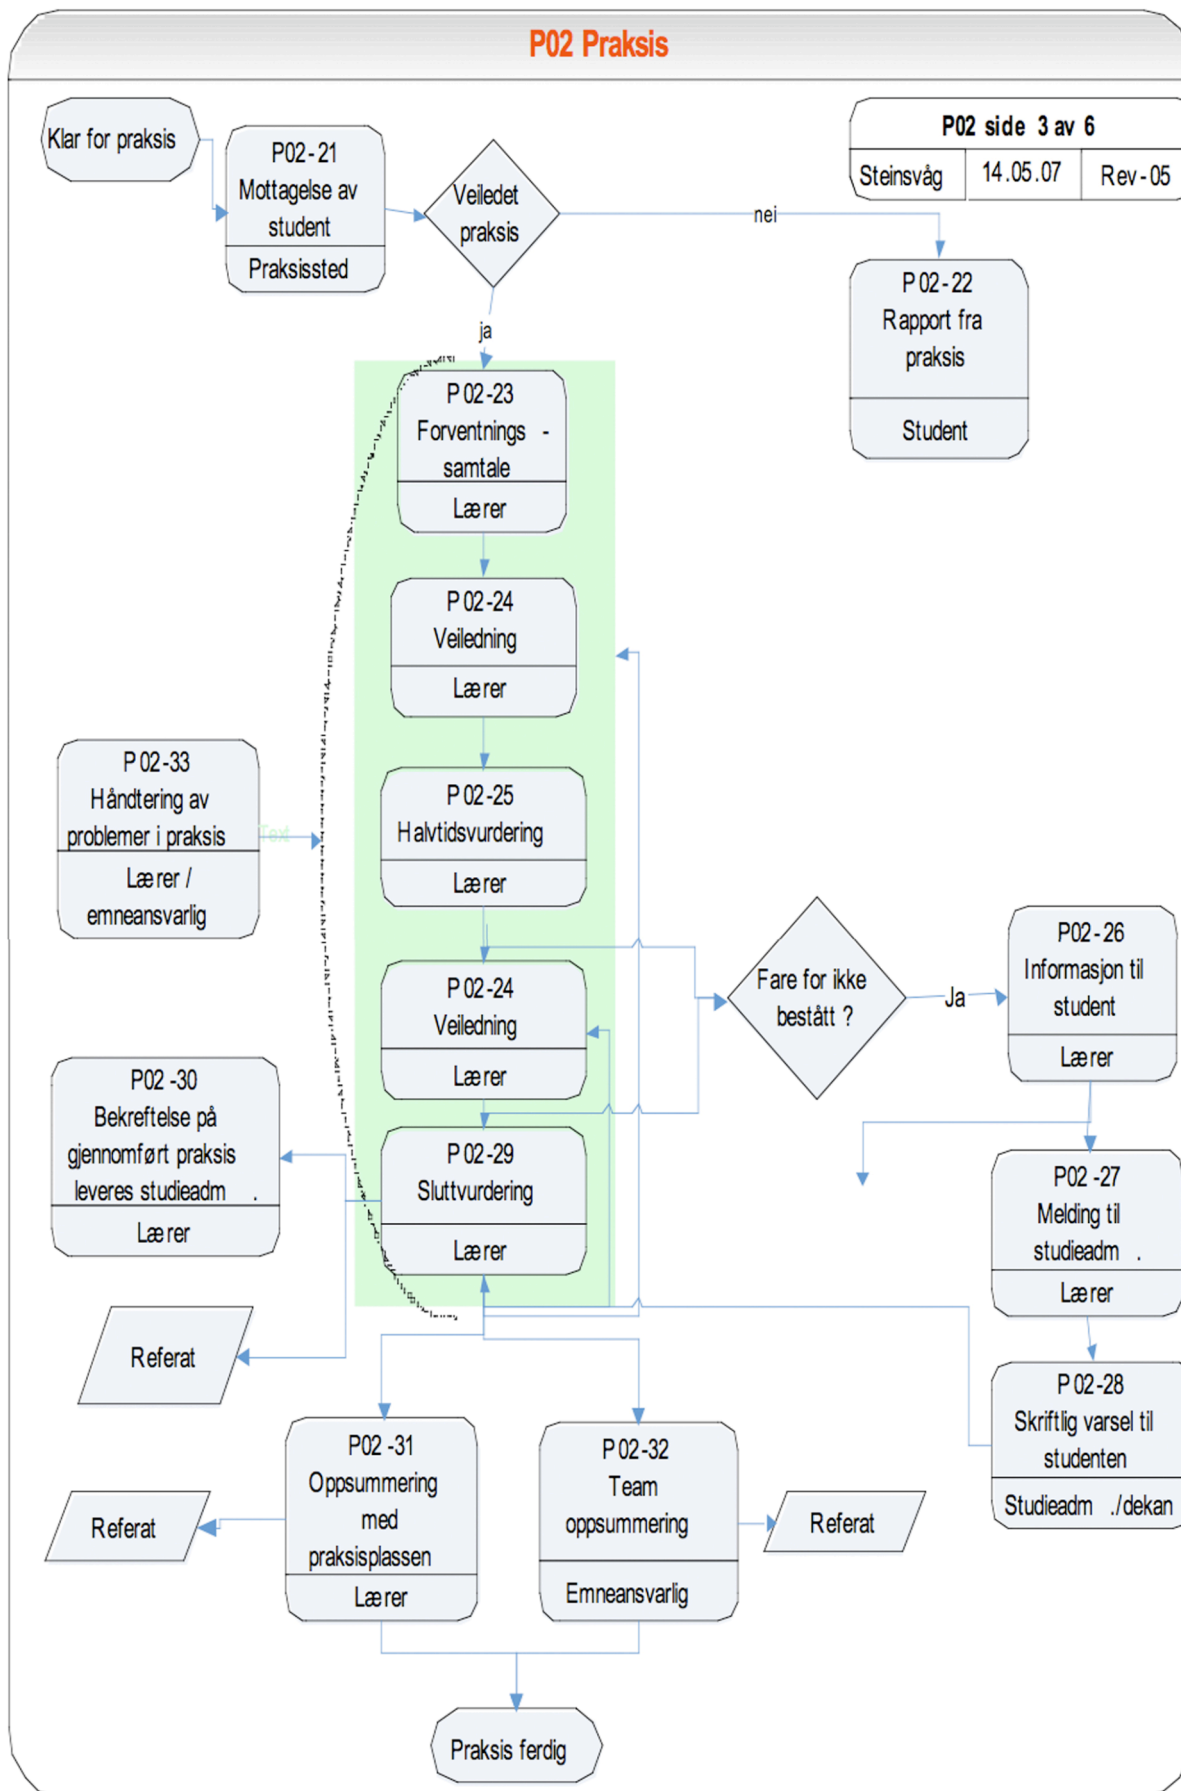 P02 Praksis
Klar for praksis
P02-21
Mottagelse av
student
Praksissted
Veiledet
praksis
nei
ja
P02 side 3 av 6
Steinsvåg
14.05.07
Rev-05
P02-22
Rapport fra
praksis
Student
P02-23
Forventnings -
samtale
Lærer
P02-24
Veiledning
Lærer
P02-33
Håndtering av
problemer i praksis
Lærer /
emneansvarlig
Text
P02-25
Halvtidsvurdering
Lærer
Fare for ikke
bestått ?
Ja
P02-26
Informasjon til
student
Lærer
P02-24
Veiledning
Lærer
P02-30
Bekreftelse på
gjennomført praksis
leveres studieadm .
Lærer
P02-29
Sluttvurdering
Lærer
P02-27
Melding til
studieadm .
Lærer
Referat
P02-28
Skriftlig varsel til
studenten
Studieadm ./dekan
P02-31
Oppsummering
med
praksisplassen
Lærer
Referat
P02-32
Team
oppsummering
Emneansvarlig
Referat
Praksis ferdig